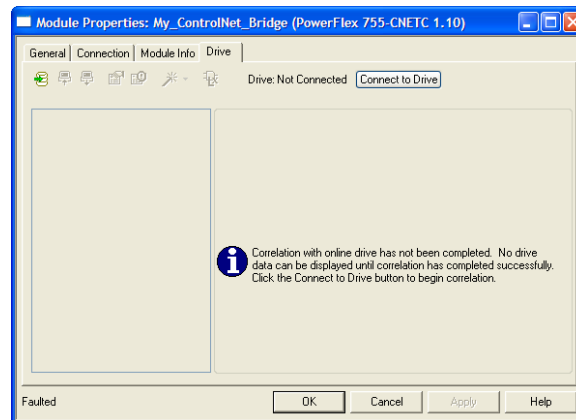 Module Properties: My_ControlNet_Bridge (PowerFlex 755-CNETC 1.10)
General Connection Module Info Drive
Drive: Not Connected Connect to Drive
Correlation with online drive has not been completed. No drive
data can be displayed until correlation has completed successfully.
Click the Connect to Drive button to begin correlation.
Faulted OK Cancel Apply Help